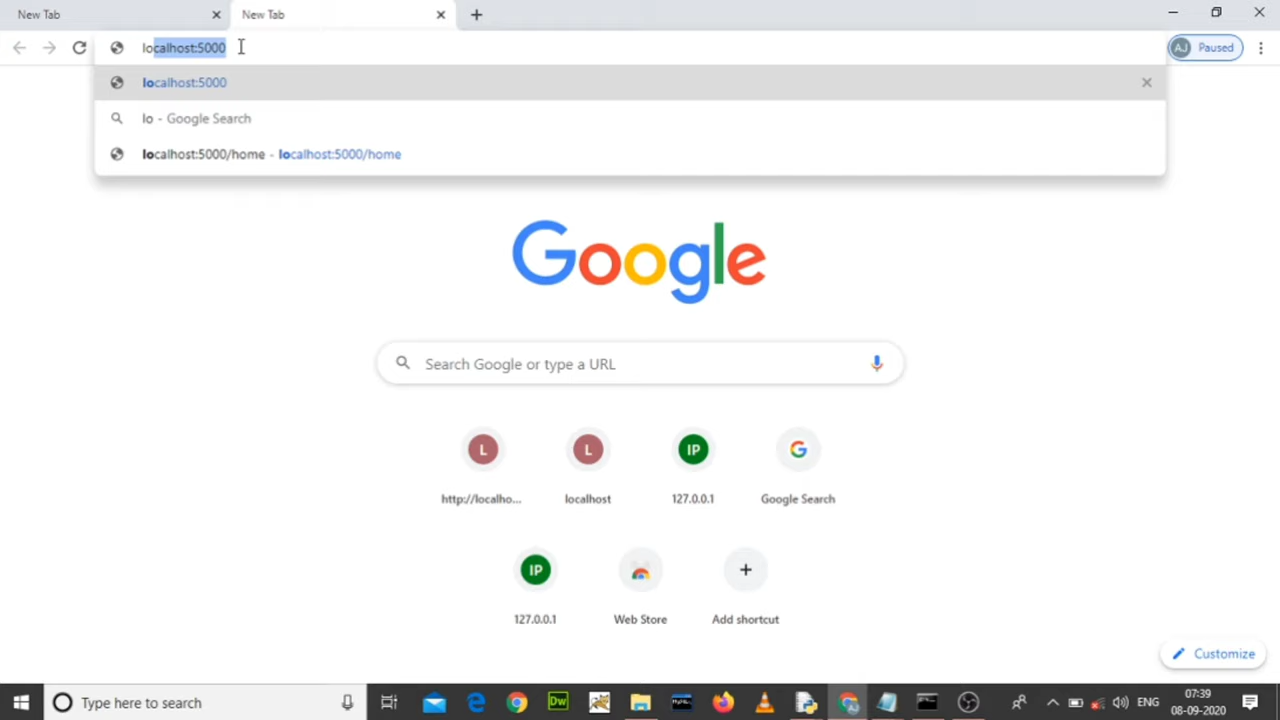 New Tab
New Tab
localhost:5000
AJ Paused
localhost:5000
lo - Google Search
localhost:5000/home - localhost:5000/home
Google
Search Google or type a URL
L
L
IP
http://localho...
localhost
127.0.0.1
Google Search
IP
127.0.0.1
Web Store
Add shortcut
Customize
Type here to search
Dw
ENG
07:39
08-09-2020